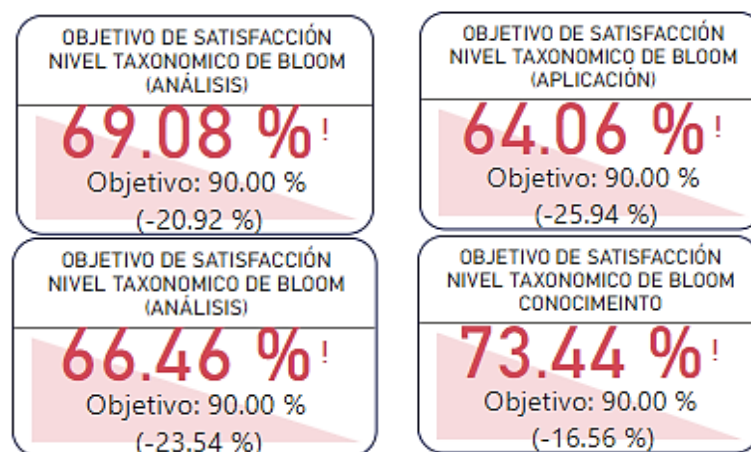 OBJETIVO DE SATISFACCIÓN
NIVEL TAXONOMICO DE BLOOM
(ANÁLISIS)
69.08 % !
Objetivo: 90.00 %
(-20.92 %)
OBJETIVO DE SATISFACCIÓN
NIVEL TAXONOMICO DE BLOOM
(APLICACIÓN)
64.06 % !
Objetivo: 90.00 %
(-25.94 %)
OBJETIVO DE SATISFACCIÓN
NIVEL TAXONOMICO DE BLOOM
(ANÁLISIS)
66.46 % !
Objetivo: 90.00 %
(-23.54 %)
OBJETIVO DE SATISFACCIÓN
NIVEL TAXONOMICO DE BLOOM
CONOCIMEINTO
73.44 % !
Objetivo: 90.00 %
(-16.56 %)